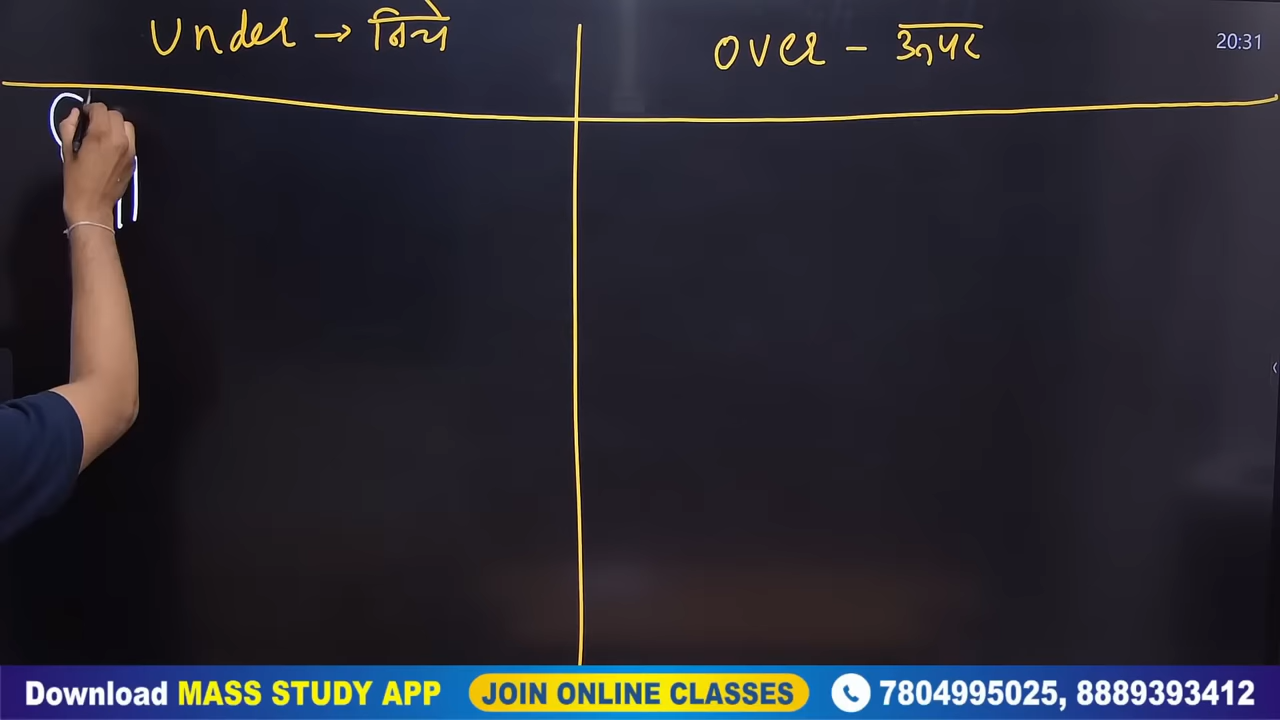 Under → निचे
over - ऊपर
20:31
Download MASS STUDY APP JOIN ONLINE CLASSES 7804995025, 8889393412